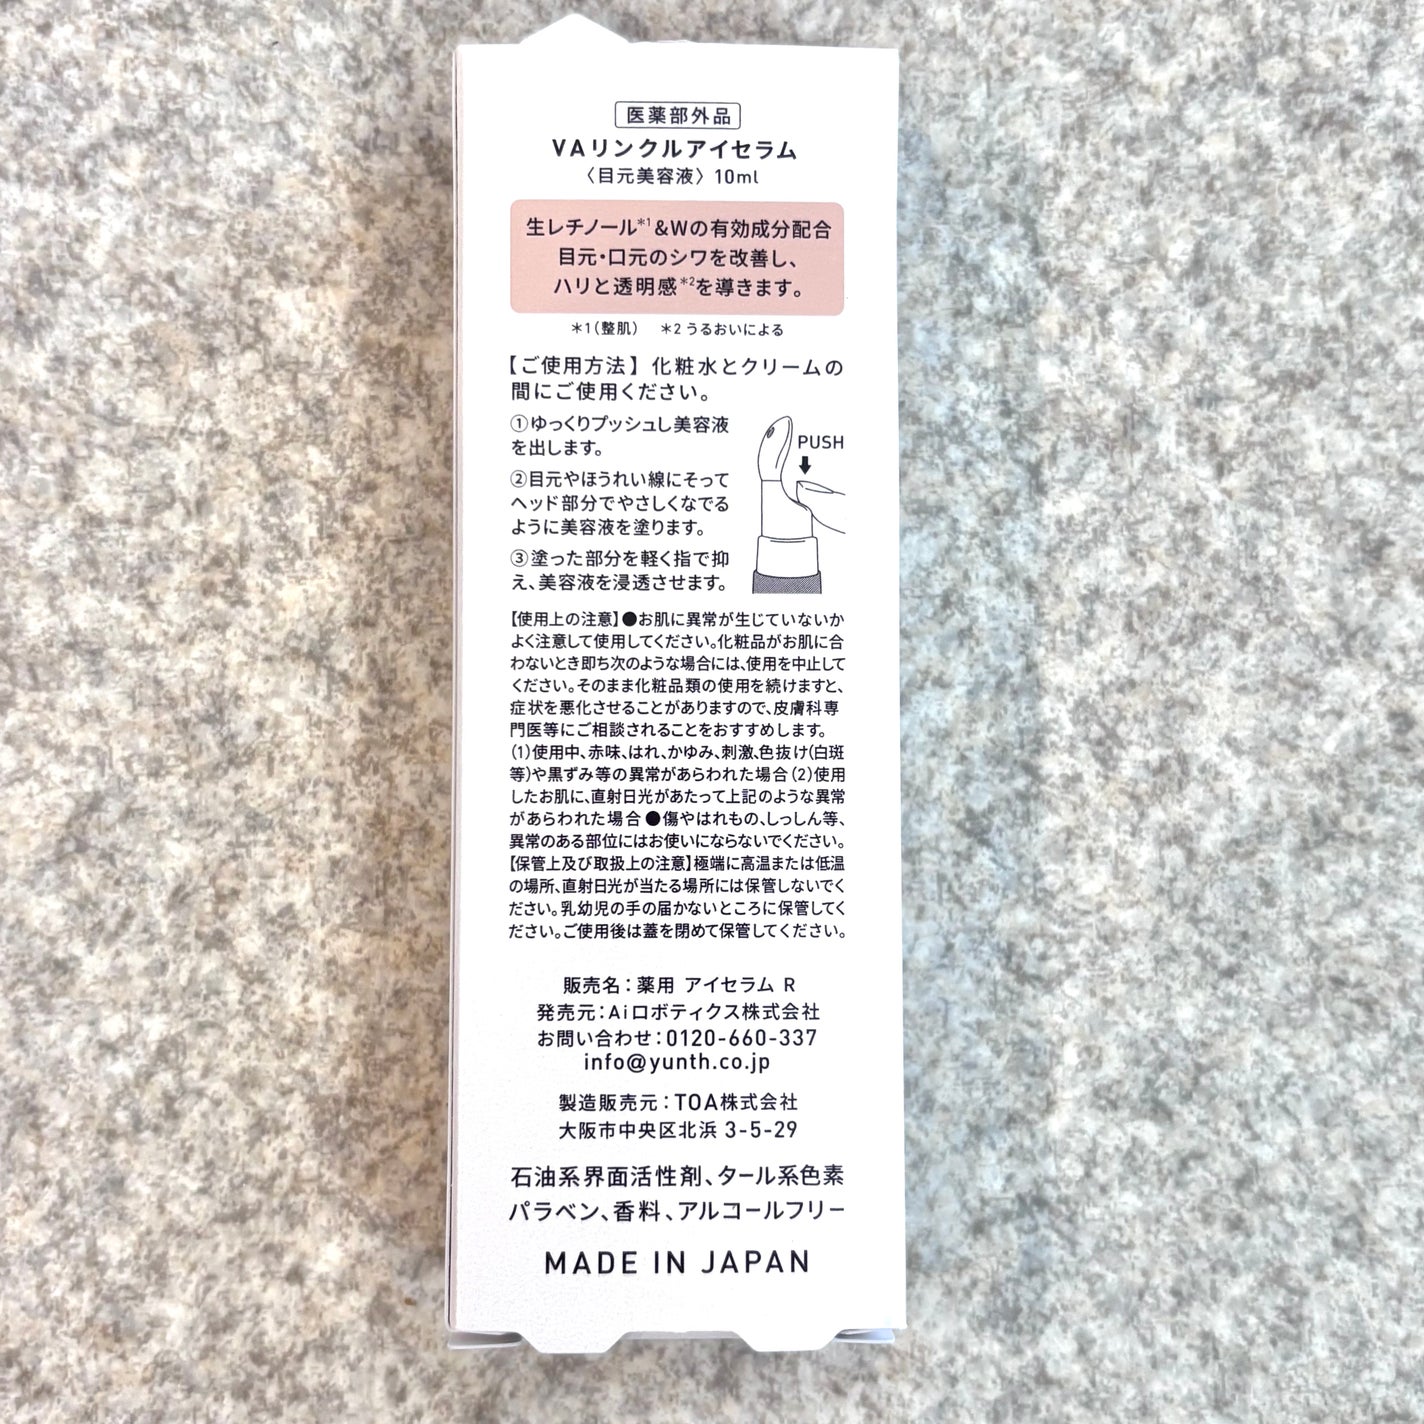 医薬部外品
VAリンクルアイセラム
〈目元美容液〉10ml
生レチノール＊1&Wの有効成分配合
目元・口元のシワを改善し、
ハリと透明感＊2を導きます。
＊1（整肌）　＊2 うるおいによる
【ご使用方法】化粧水とクリームの
間にご使用ください。
①ゆっくりプッシュし美容液
を出します。
PUSH
②目元やほうれい線にそって
ヘッド部分でやさしくなでる
ように美容液を塗ります。
③塗った部分を軽く指で抑
え、美容液を浸透させます。
【使用上の注意】●お肌に異常が生じていないか
よく注意して使用してください。化粧品がお肌に合
わないとき即ち次のような場合には、使用を中止して
ください。そのまま化粧品類の使用を続けますと、
症状を悪化させることがありますので、皮膚科専
門医等にご相談されることをおすすめします。
（1）使用中、赤味、はれ、かゆみ、刺激、色抜け（白斑
等）や黒ずみ等の異常があらわれた場合（2）使用
したお肌に、直射日光があたって上記のような異常
があらわれた場合●傷やはれもの、しっしん等、
異常のある部位にはお使いにならないでください。
【保管上及び取扱上の注意】極端に高温または低温
の場所、直射日光が当たる場所には保管しないでく
ださい。乳幼児の手の届かないところに保管してく
ださい。ご使用後は蓋を閉めて保管してください。
販売名：薬用 アイセラム R
発売元：Aiロボティクス株式会社
お問い合わせ：0120-660-337
info@yunth.co.jp
製造販売元：TOA株式会社
大阪市中央区北浜 3-5-29
石油系界面活性剤、タール系色素
パラベン、香料、アルコールフリー
MADE IN JAPAN